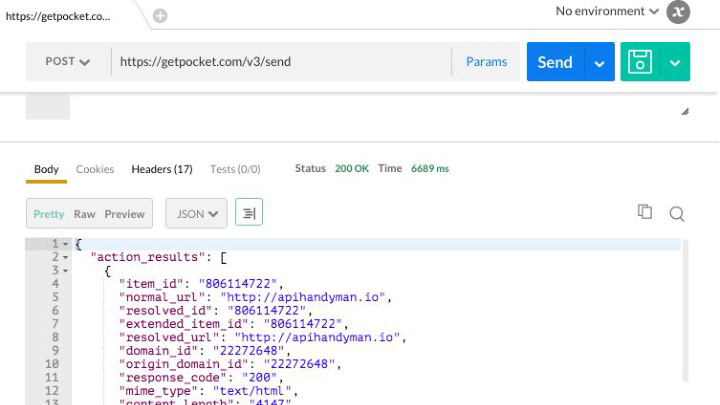 https://getpocket.co...
No environment
POST https://getpocket.com/v3/send Params Send
Body Cookies Headers (17) Tests (0/0) Status 200 OK Time 6689 ms
Pretty Raw Preview JSON
1 {
2 "action_results": [
3 {
4 "item_id": "806114722",
5 "normal_url": "http://apihandyman.io",
6 "resolved_id": "806114722",
7 "extended_item_id": "806114722",
8 "resolved_url": "http://apihandyman.io",
9 "domain_id": "22272648",
10 "origin_domain_id": "22272648",
11 "response_code": "200",
12 "mime_type": "text/html",
13 "content_length": "4147",